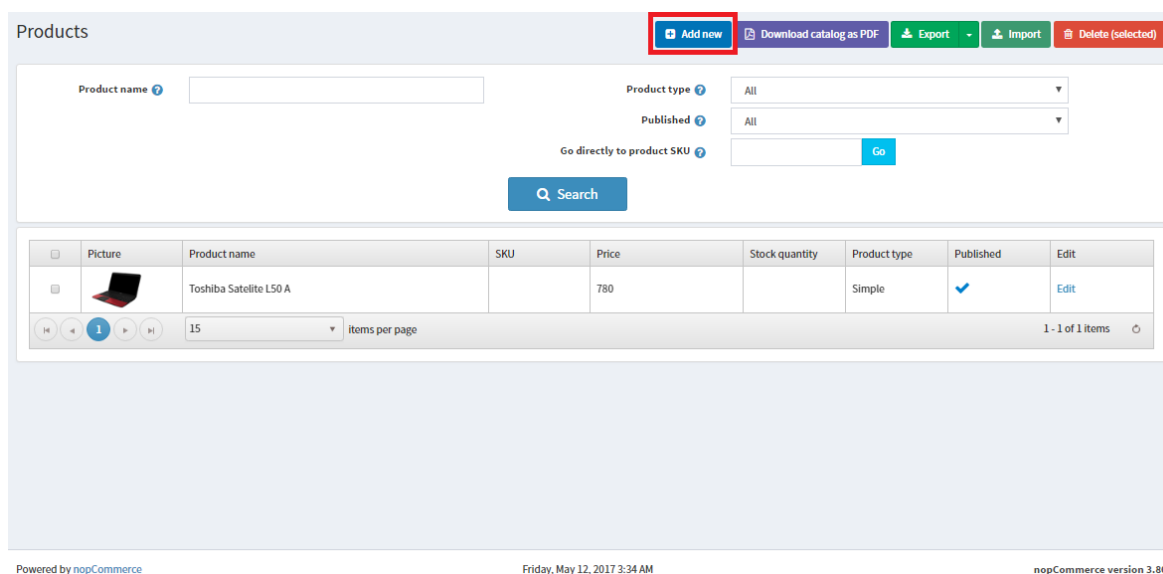 Products
Add new Download catalog as PDF Export Import Delete (selected)
Product name Product type All
Published All
Go directly to product SKU Go
Search
Picture Product name SKU Price Stock quantity Product type Published Edit
Toshiba Satelite L50 A 780 Simple Edit
1 15 items per page 1 - 1 of 1 items
Powered by nopCommerce Friday, May 12, 2017 3:34 AM nopCommerce version